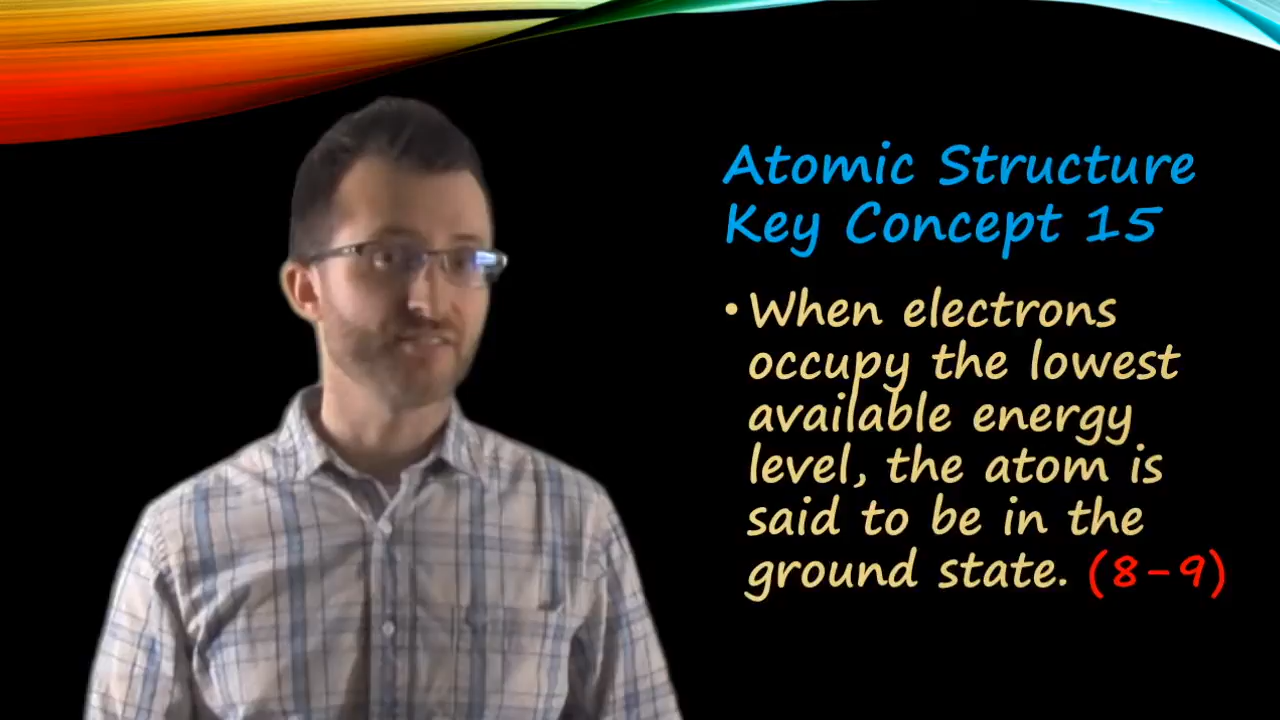 Atomic Structure
Key Concept 15
•When electrons
occupy the lowest
available energy
level, the atom is
said to be in the
ground state. (8-9)